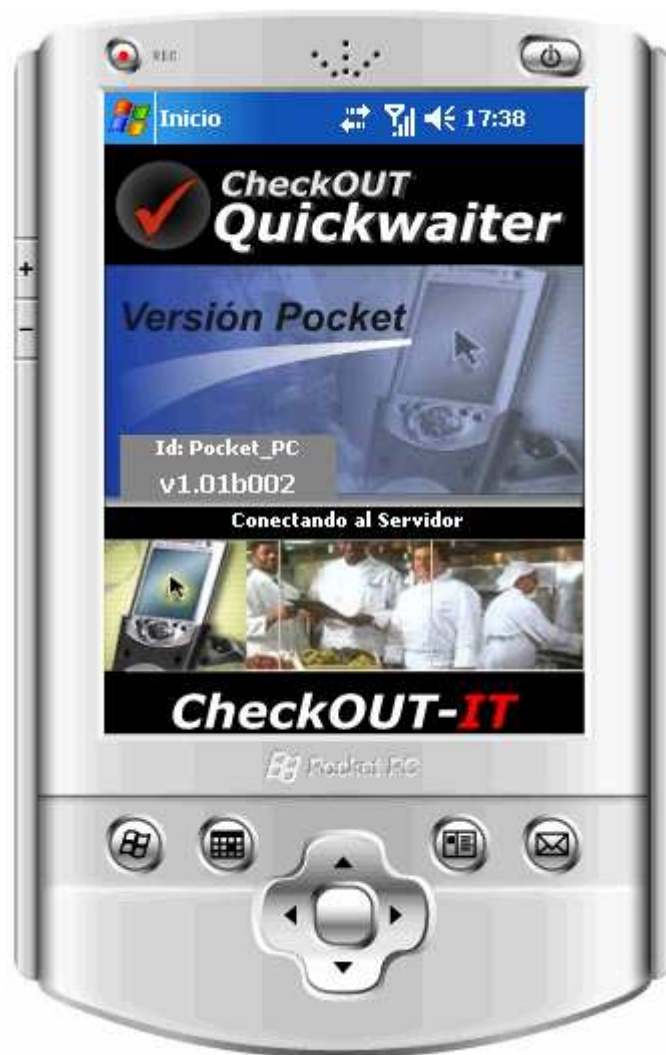 REC
Inicio 17:38
CheckOUT
Quickwaiter
Versión Pocket
Id: Pocket_PC
v1.01b002
Conectando al Servidor
CheckOUT-IT
Pocket PC